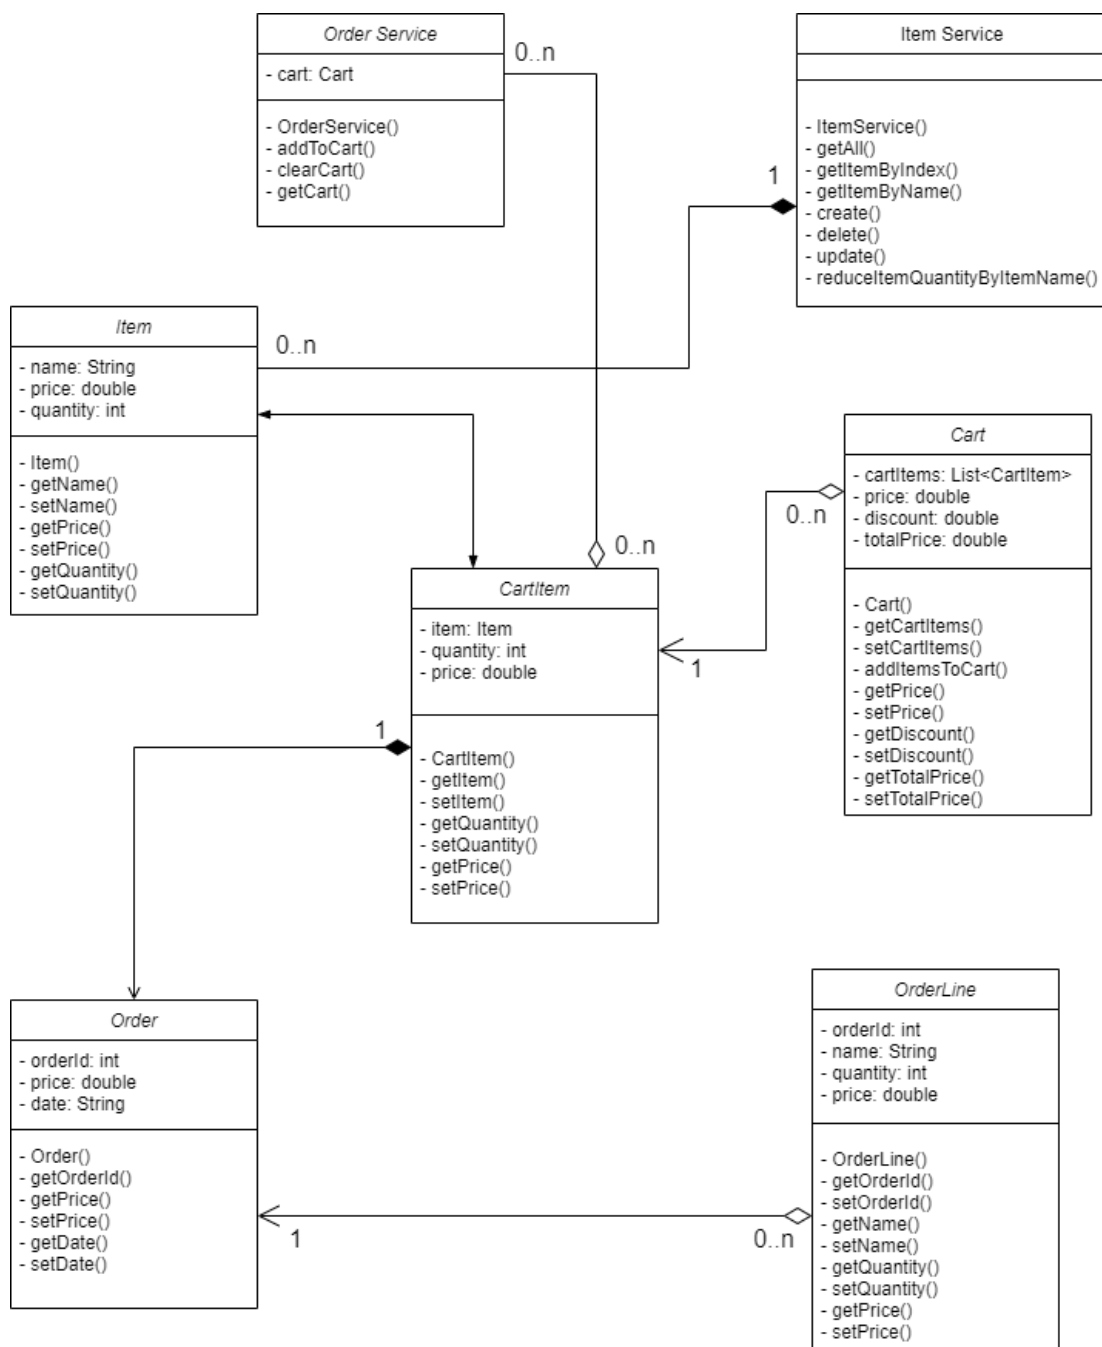 Order Service
- cart: Cart
- OrderService()
- addToCart()
- clearCart()
- getCart()
0..n
Item Service
- ItemService()
- getAll()
- getItemByIndex()
- getItemByName()
- create()
- delete()
- update()
- reduceItemQuantityByItemName()
1
Item
- name: String
- price: double
- quantity: int
- Item()
- getName()
- setName()
- getPrice()
- setPrice()
- getQuantity()
- setQuantity()
0..n
Cart
- cartItems: List<CartItem>
- price: double
- discount: double
- totalPrice: double
- Cart()
- getCartItems()
- setCartItems()
- addItemsToCart()
- getPrice()
- setPrice()
- getDiscount()
- setDiscount()
- getTotalPrice()
- setTotalPrice()
0..n
0..n
CartItem
- item: Item
- quantity: int
- price: double
- CartItem()
- getItem()
- setItem()
- getQuantity()
- setQuantity()
- getPrice()
- setPrice()
1
1
Order
- orderId: int
- price: double
- date: String
- Order()
- getOrderId()
- getPrice()
- setPrice()
- getDate()
- setDate()
1
OrderLine
- orderId: int
- name: String
- quantity: int
- price: double
- OrderLine()
- getOrderId()
- setOrderId()
- getName()
- setName()
- getQuantity()
- setQuantity()
- getPrice()
- setPrice()
0..n